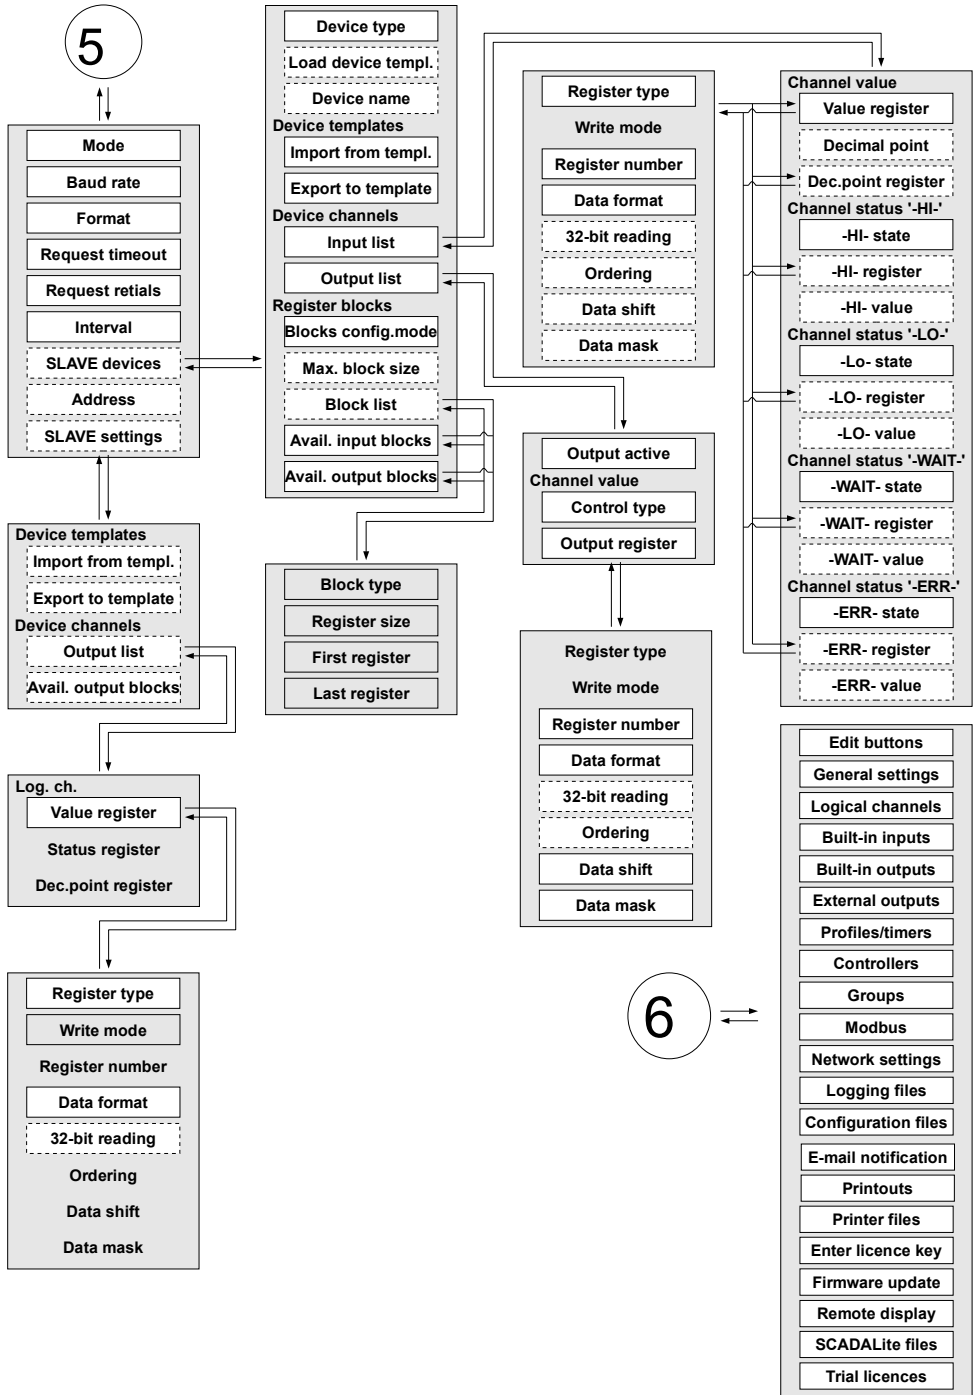 5
Mode
Baud rate
Format
Request timeout
Request retials
Interval
SLAVE devices
Address
SLAVE settings
Device templates
Import from templ.
Export to template
Device channels
Output list
Avail. output blocks
Log. ch.
Value register
Status register
Dec.point register
Register type
Write mode
Register number
Data format
32-bit reading
Ordering
Data shift
Data mask
Device type
Load device templ.
Device name
Device templates
Import from templ.
Export to template
Device channels
Input list
Output list
Register blocks
Blocks config.mode
Max. block size
Block list
Avail. input blocks
Avail. output blocks
Block type
Register size
First register
Last register
Register type
Write mode
Register number
Data format
32-bit reading
Ordering
Data shift
Data mask
Output active
Channel value
Control type
Output register
Register type
Write mode
Register number
Data format
32-bit reading
Ordering
Data shift
Data mask
Channel value
Value register
Decimal point
Dec.point register
Channel status '-HI-'
-HI- state
-HI- register
-HI- value
Channel status '-LO-'
-Lo- state
-LO- register
-LO- value
Channel status '-WAIT-'
-WAIT- state
-WAIT- register
-WAIT- value
Channel status '-ERR-'
-ERR- state
-ERR- register
-ERR- value
6
Edit buttons
General settings
Logical channels
Built-in inputs
Built-in outputs
External outputs
Profiles/timers
Controllers
Groups
Modbus
Network settings
Logging files
Configuration files
E-mail notification
Printouts
Printer files
Enter licence key
Firmware update
Remote display
SCADALite files
Trial licences